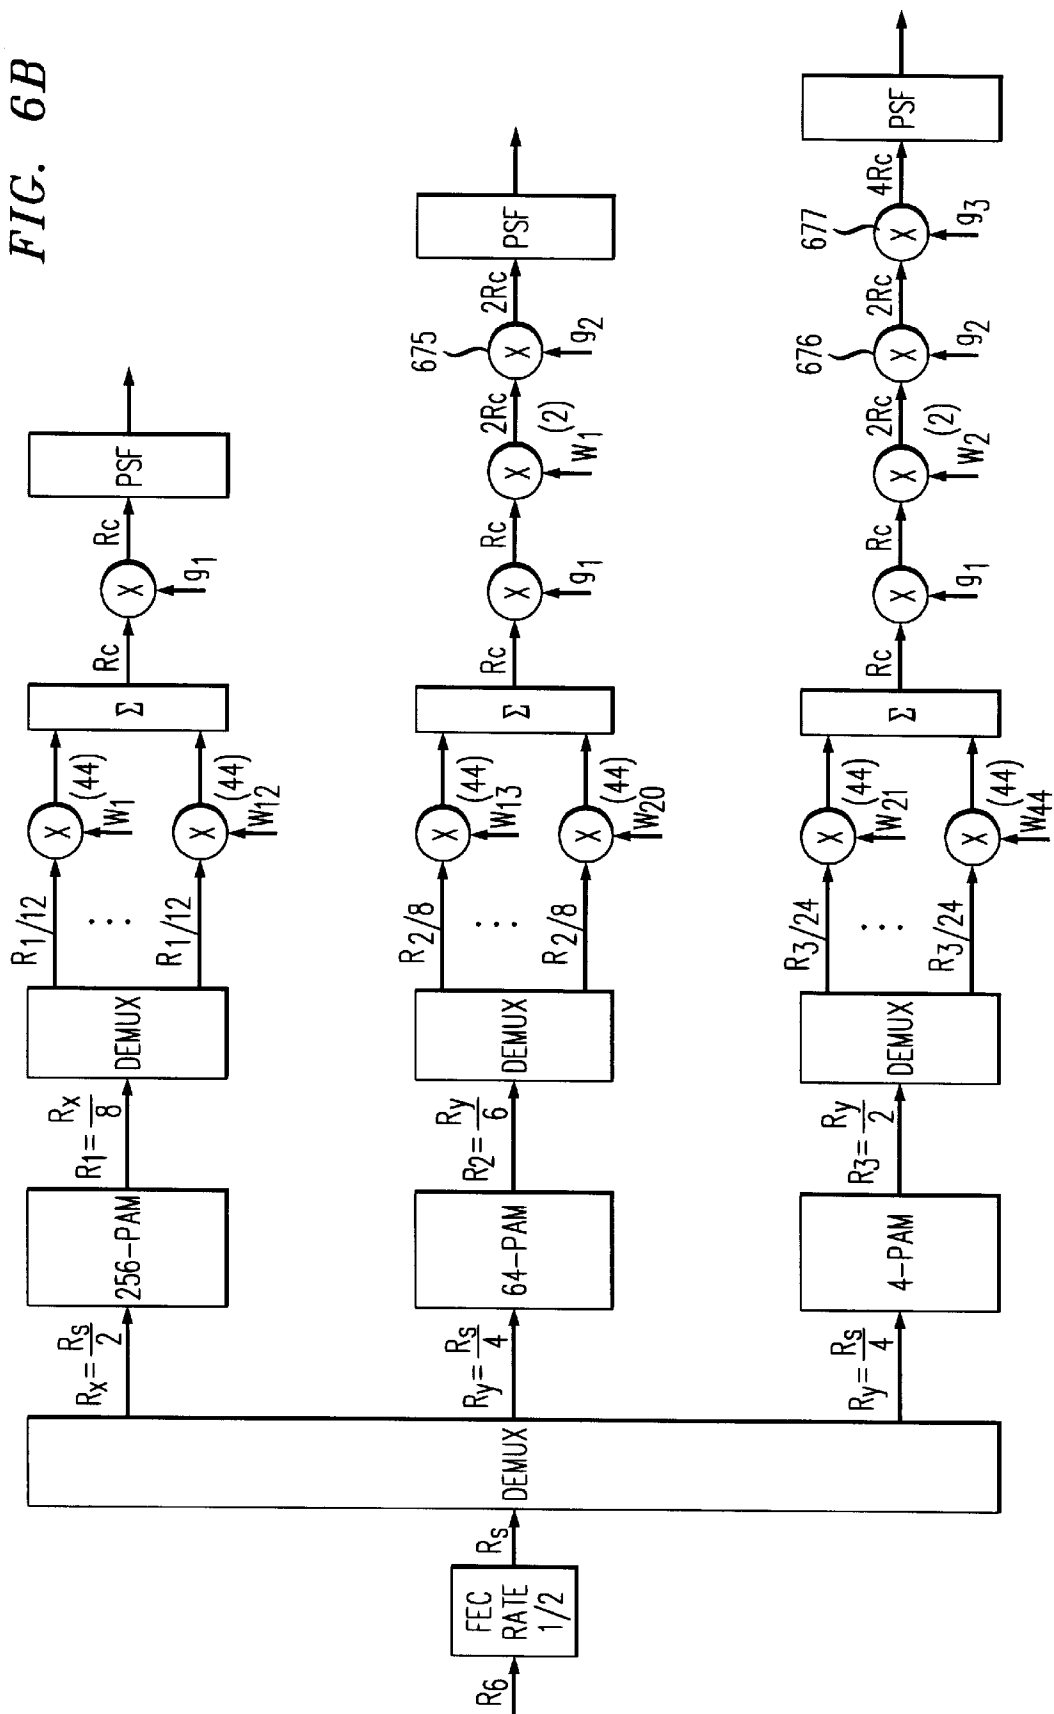 FIG. 6B
R6
FEC
RATE
1/2
Rs
DEMUX
Rx=Rs/2
256-PAM
R1=Rx/8
DEMUX
R1/12
...
R1/12
X
W1(44)
X
W12(44)
Σ
Rc
X
g1
Rc
PSF
Ry=Rs/4
64-PAM
R2=Ry/6
DEMUX
R2/8
...
R2/8
X
W13(44)
X
W20(44)
Σ
Rc
X
g1
Rc
X
W1(2)
2Rc
675
X
g2
2Rc
PSF
Ry=Rs/4
4-PAM
R3=Ry/2
DEMUX
R3/24
...
R3/24
X
W21(44)
X
W44(44)
Σ
Rc
X
g1
Rc
X
W2(2)
2Rc
676
X
g2
2Rc
677
X
g3
4Rc
PSF